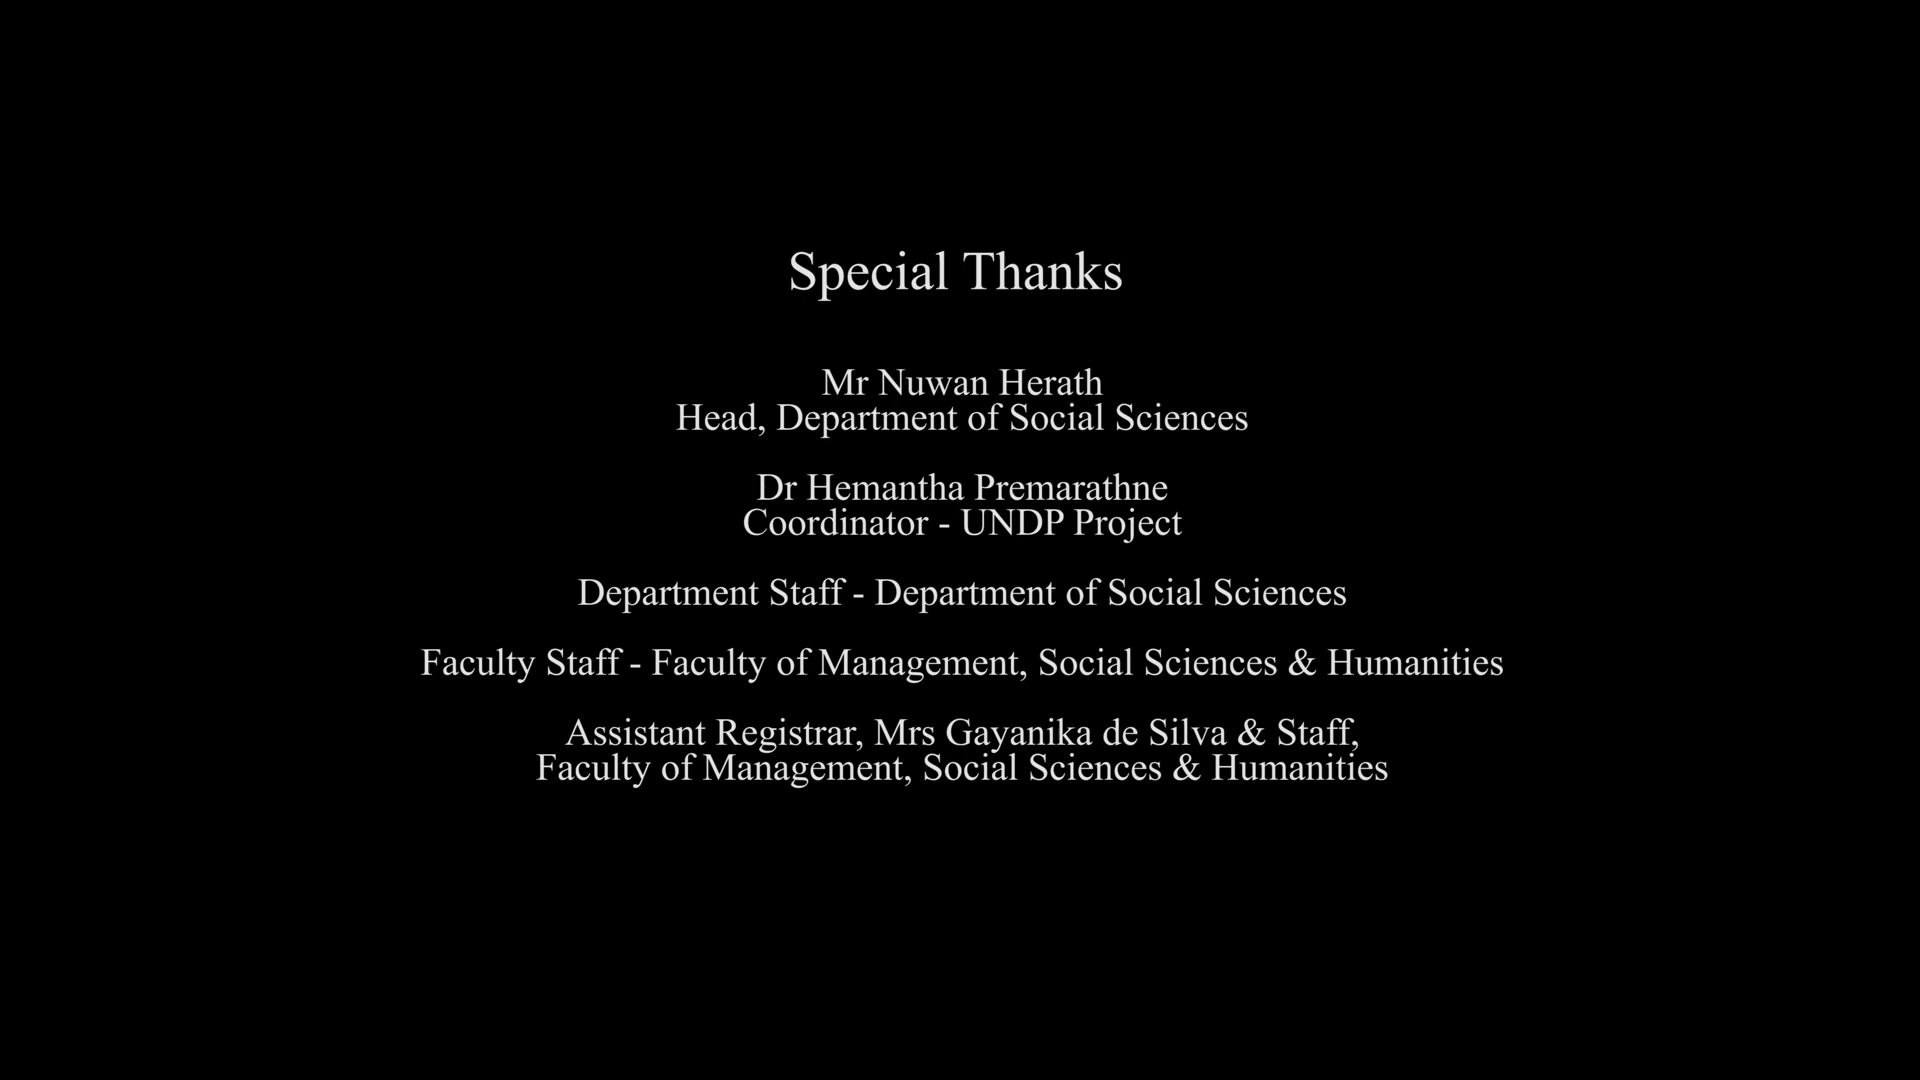 Special Thanks
Mr Nuwan Herath
Head, Department of Social Sciences
Dr Hemantha Premarathne
Coordinator - UNDP Project
Department Staff - Department of Social Sciences
Faculty Staff - Faculty of Management, Social Sciences & Humanities
Assistant Registrar, Mrs Gayanika de Silva & Staff,
Faculty of Management, Social Sciences & Humanities